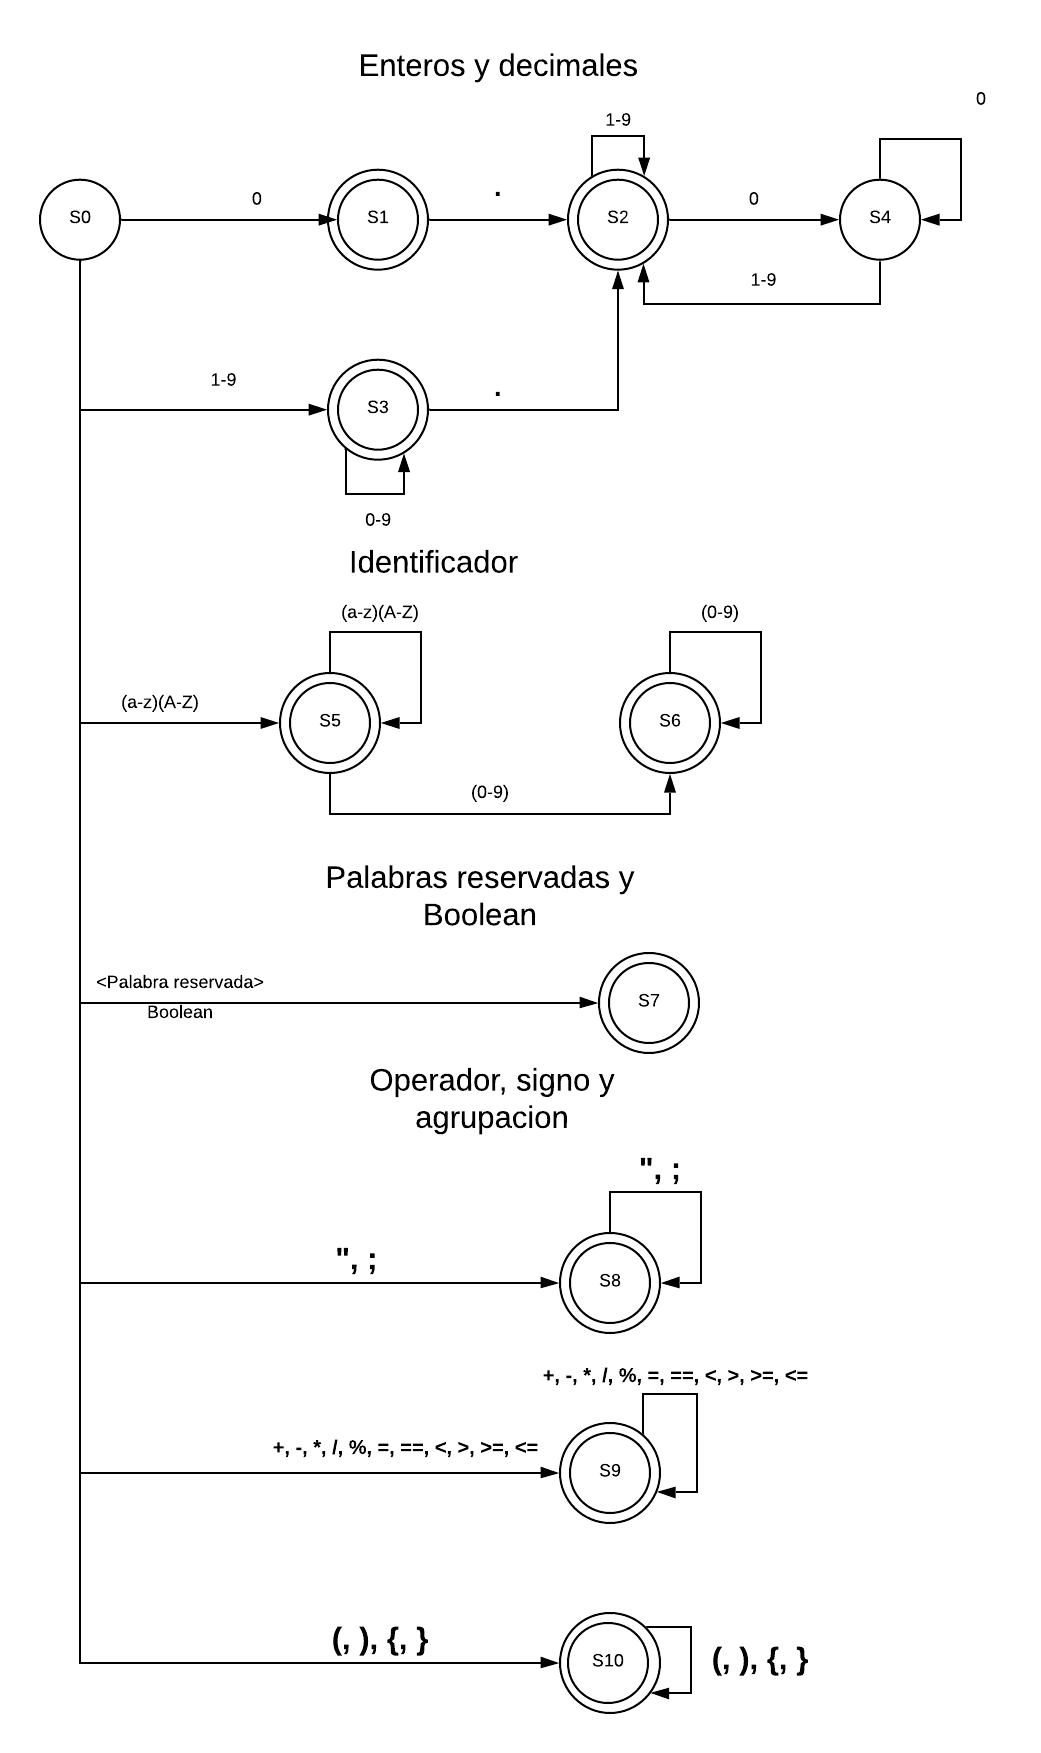 Enteros y decimales
0
1-9
S0
0
S1
.
S2
0
S4
1-9
1-9
S3
.
0-9
Identificador
(a-z)(A-Z)
(0-9)
(a-z)(A-Z)
S5
S6
(0-9)
Palabras reservadas y
Boolean
<Palabra reservada>
Boolean
S7
Operador, signo y
agrupacion
", ;
", ;
S8
+, -, *, /, %, =, ==, <, >, >=, <=
+, -, *, /, %, =, ==, <, >, >=, <=
S9
(, ), {, }
S10
(, ), {, }